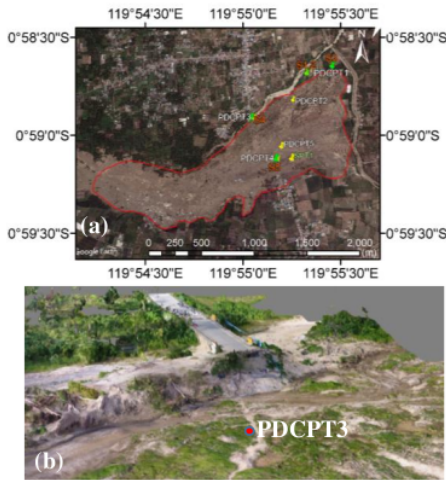 119°54'30"E 119°55'0"E 119°55'30"E
0°58'30"S 0°58'30"S
N
PDCPT1
PDCPT2
PDCPT3
0°59'0"S 0°59'0"S
PDCPT5
PDCPT4
(a)
0 250 500 1,000 1,500 2,000
0°59'30"S 0°59'30"S
Google Earth
119°54'30"E 119°55'0"E 119°55'30"E
PDCPT3
(b)